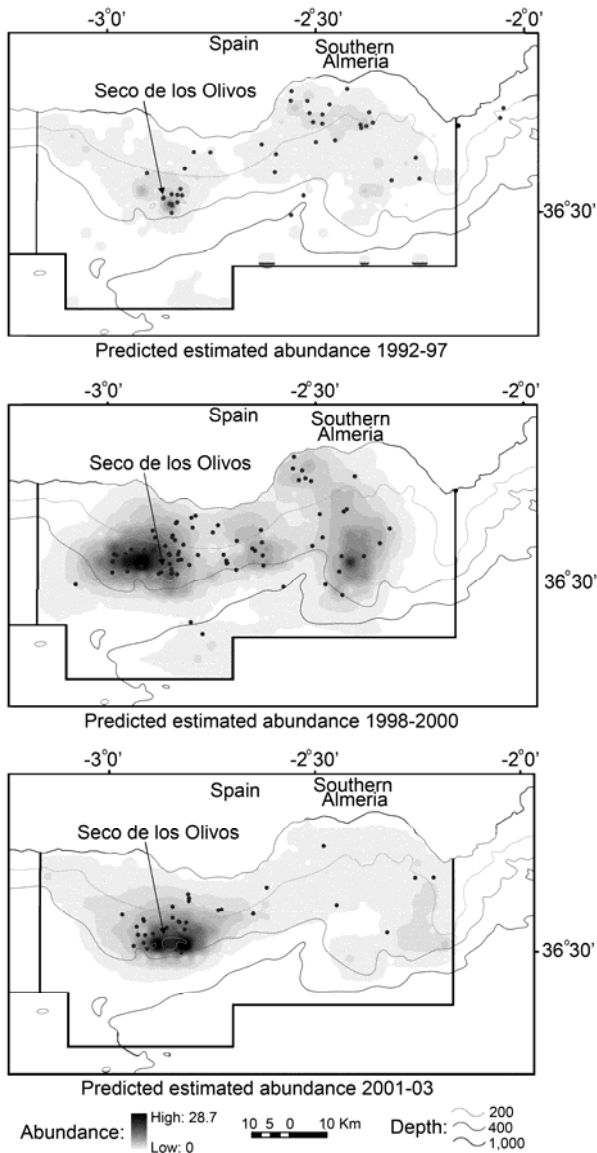 -3°0’ -2°30’ -2°0’
Spain Southern
Almeria
Seco de los Olivos
36°30’
Predicted estimated abundance 1992-97
-3°0’ -2°30’ -2°0’
Spain Southern
Almeria
Seco de los Olivos
36°30’
Predicted estimated abundance 1998-2000
-3°0’ -2°30’ -2°0’
Spain Southern
Almeria
Seco de los Olivos
36°30’
Predicted estimated abundance 2001-03
Abundance: High: 28.7
Low: 0
10 5 0 10 Km
Depth: 200
400
1,000